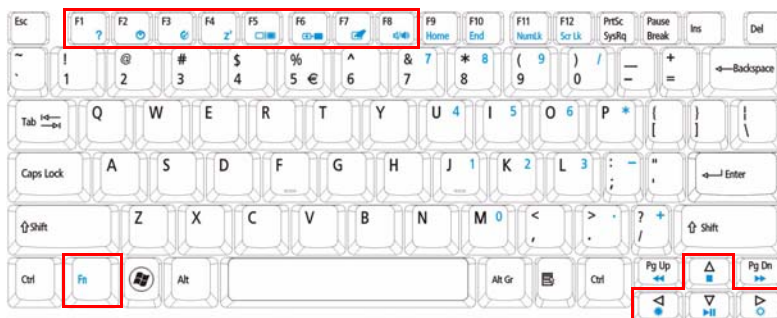 Esc F1 F2 F3 F4 F5 F6 F7 F8 F9 F10 F11 F12 PrtSc Pause Ins Del
? z² Home End NumLk Scr Lk SysRq Break
~ ! @ # $ % ^ & 7 * 8 ( 9 ) / _ + Backspace
` 1 2 3 4 5 € 6 7 8 9 0 - =
Tab Q W E R T Y U 4 I 5 O 6 P * { } |
[ ] \
Caps Lock A S D F G H J 1 K 2 L 3 : - " Enter
; '
Shift Z X C V B N M 0 < > . ? + Shift
, . /
Ctrl Fn Alt Alt Gr Ctrl Pg Up Pg Dn